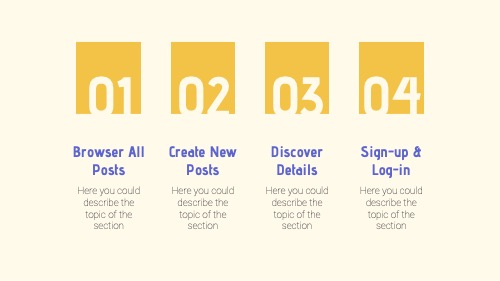 01
02
03
04
Browser All
Posts
Here you could
describe the
topic of the
section
Create New
Posts
Here you could
describe the
topic of the
section
Discover
Details
Here you could
describe the
topic of the
section
Sign-up &
Log-in
Here you could
describe the
topic of the
section